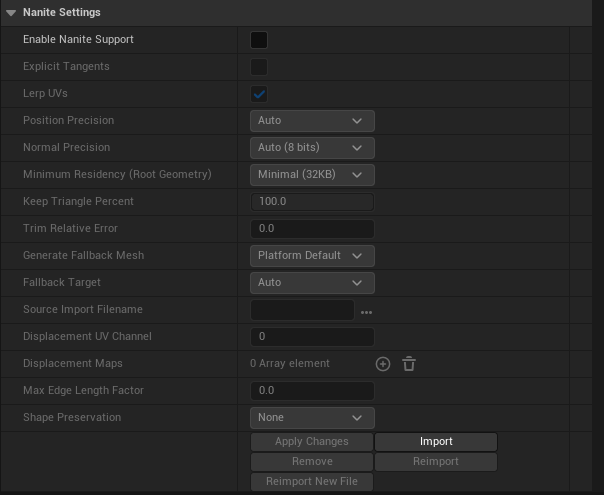 Nanite Settings
Enable Nanite Support
Explicit Tangents
Lerp UVs
Position Precision Auto
Normal Precision Auto (8 bits)
Minimum Residency (Root Geometry) Minimal (32KB)
Keep Triangle Percent 100.0
Trim Relative Error 0.0
Generate Fallback Mesh Platform Default
Fallback Target Auto
Source Import Filename ...
Displacement UV Channel 0
Displacement Maps 0 Array element
Max Edge Length Factor 0.0
Shape Preservation None
Apply Changes Import
Remove Reimport
Reimport New File